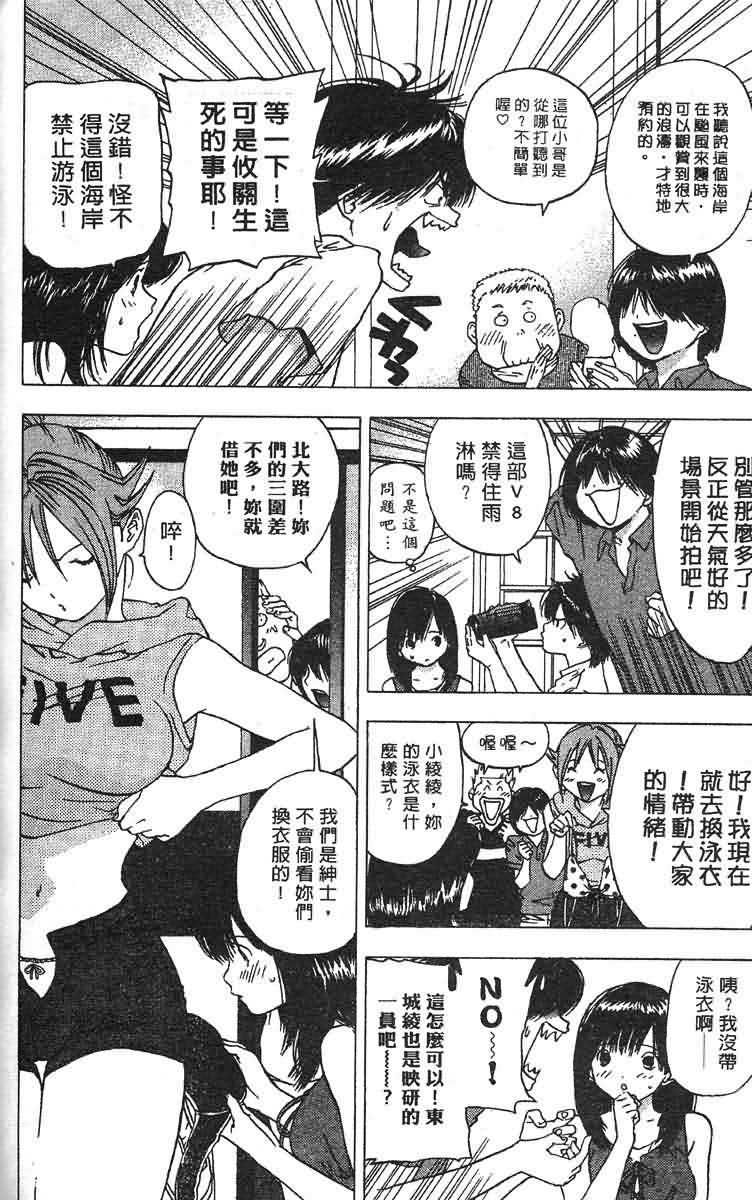 我聽說這個海岸
在颱風來襲時，
可以觀賞到很大
的浪濤，才特地
預約的。
這位小哥是
從哪打聽到
的？不簡單
喔♡
等一下！這
可是攸關生
死的事耶！
沒錯！怪不
得這個海岸
禁止游泳！
別管那麼多了！
反正從天氣好的
場景開始拍吧！
這部V8
禁得住雨
淋嗎？
不是這個
問題吧…
好！我現在
就去換泳衣
！帶動大家
的情緒！
喔喔～
小綾綾，妳
的泳衣是什
麼樣式？
FIVE
咦？我沒帶
泳衣啊——
NO～！
這怎麼可以！東
城綾也是映研的
一員吧～～～？
北大路！妳
們的三圍差
不多，妳就
借她吧！
啐！
FIVE
我們是紳士，
不會偷看妳們
換衣服的！